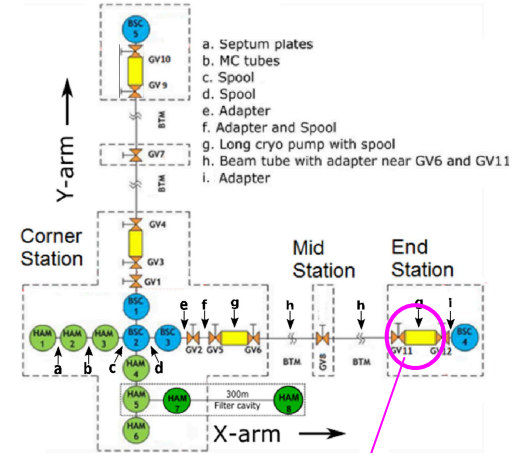 BSC
5
GV10
GV 9
BTM
GV7
BTM
Y-arm
GV4
GV3
GV1
a. Septum plates
b. MC tubes
c. Spool
d. Spool
e. Adapter
f. Adapter and Spool
g. Long cryo pump with spool
h. Beam tube with adapter near GV6 and GV11
i. Adapter
Corner
Station
Mid
Station
End
Station
BSC
1
e
f
g
h
h
g
i
HAM
1
HAM
2
HAM
3
BSC
2
BSC
3
GV2
GV5
GV6
BTM
GV8
BTM
GV11
GV12
BSC
4
a
b
c
d
HAM
4
HAM
5
HAM
6
HAM
7
300m
Filter cavity
HAM
8
X-arm